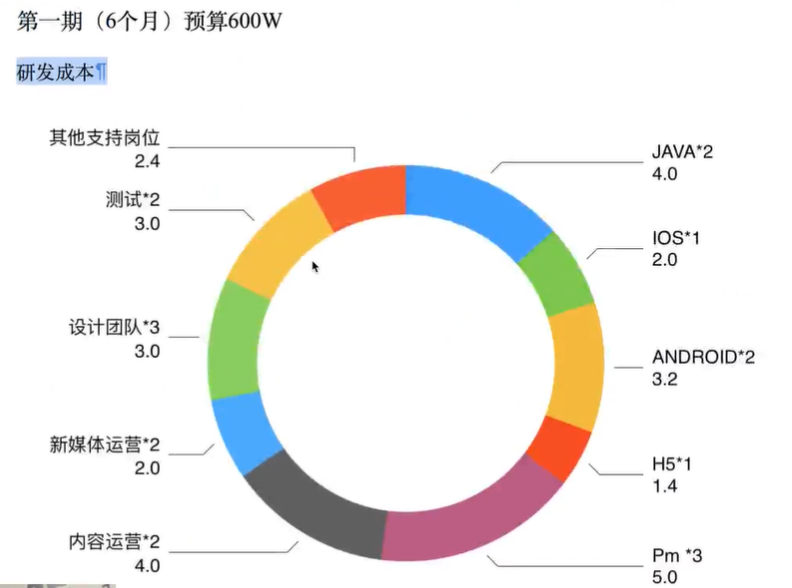 第一期（6个月）预算600W
研发成本¶
其他支持岗位
2.4
测试*2
3.0
设计团队*3
3.0
新媒体运营*2
2.0
内容运营*2
4.0
JAVA*2
4.0
IOS*1
2.0
ANDROID*2
3.2
H5*1
1.4
Pm *3
5.0